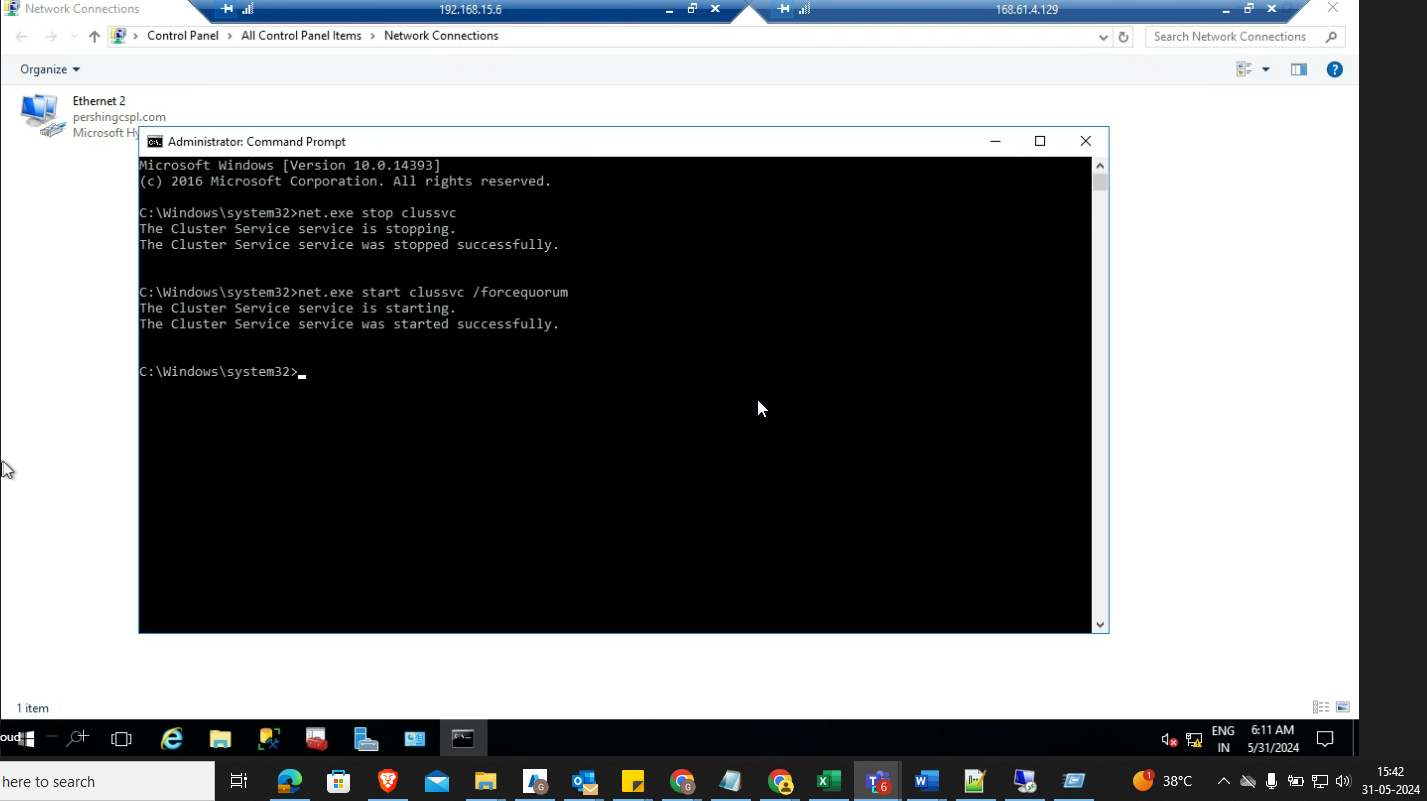 Network Connections
192.168.15.6
168.61.4.129
Control Panel > All Control Panel Items > Network Connections
Search Network Connections
Organize
Ethernet 2
pershingcspl.com
Microsoft Hy
Administrator: Command Prompt
Microsoft Windows [Version 10.0.14393]
(c) 2016 Microsoft Corporation. All rights reserved.
C:\Windows\system32>net.exe stop clussvc
The Cluster Service service is stopping.
The Cluster Service service was stopped successfully.
C:\Windows\system32>net.exe start clussvc /forcequorum
The Cluster Service service is starting.
The Cluster Service service was started successfully.
C:\Windows\system32>
1 item
oud
ENG
IN
6:11 AM
5/31/2024
here to search
6
1
38°C
15:42
31-05-2024